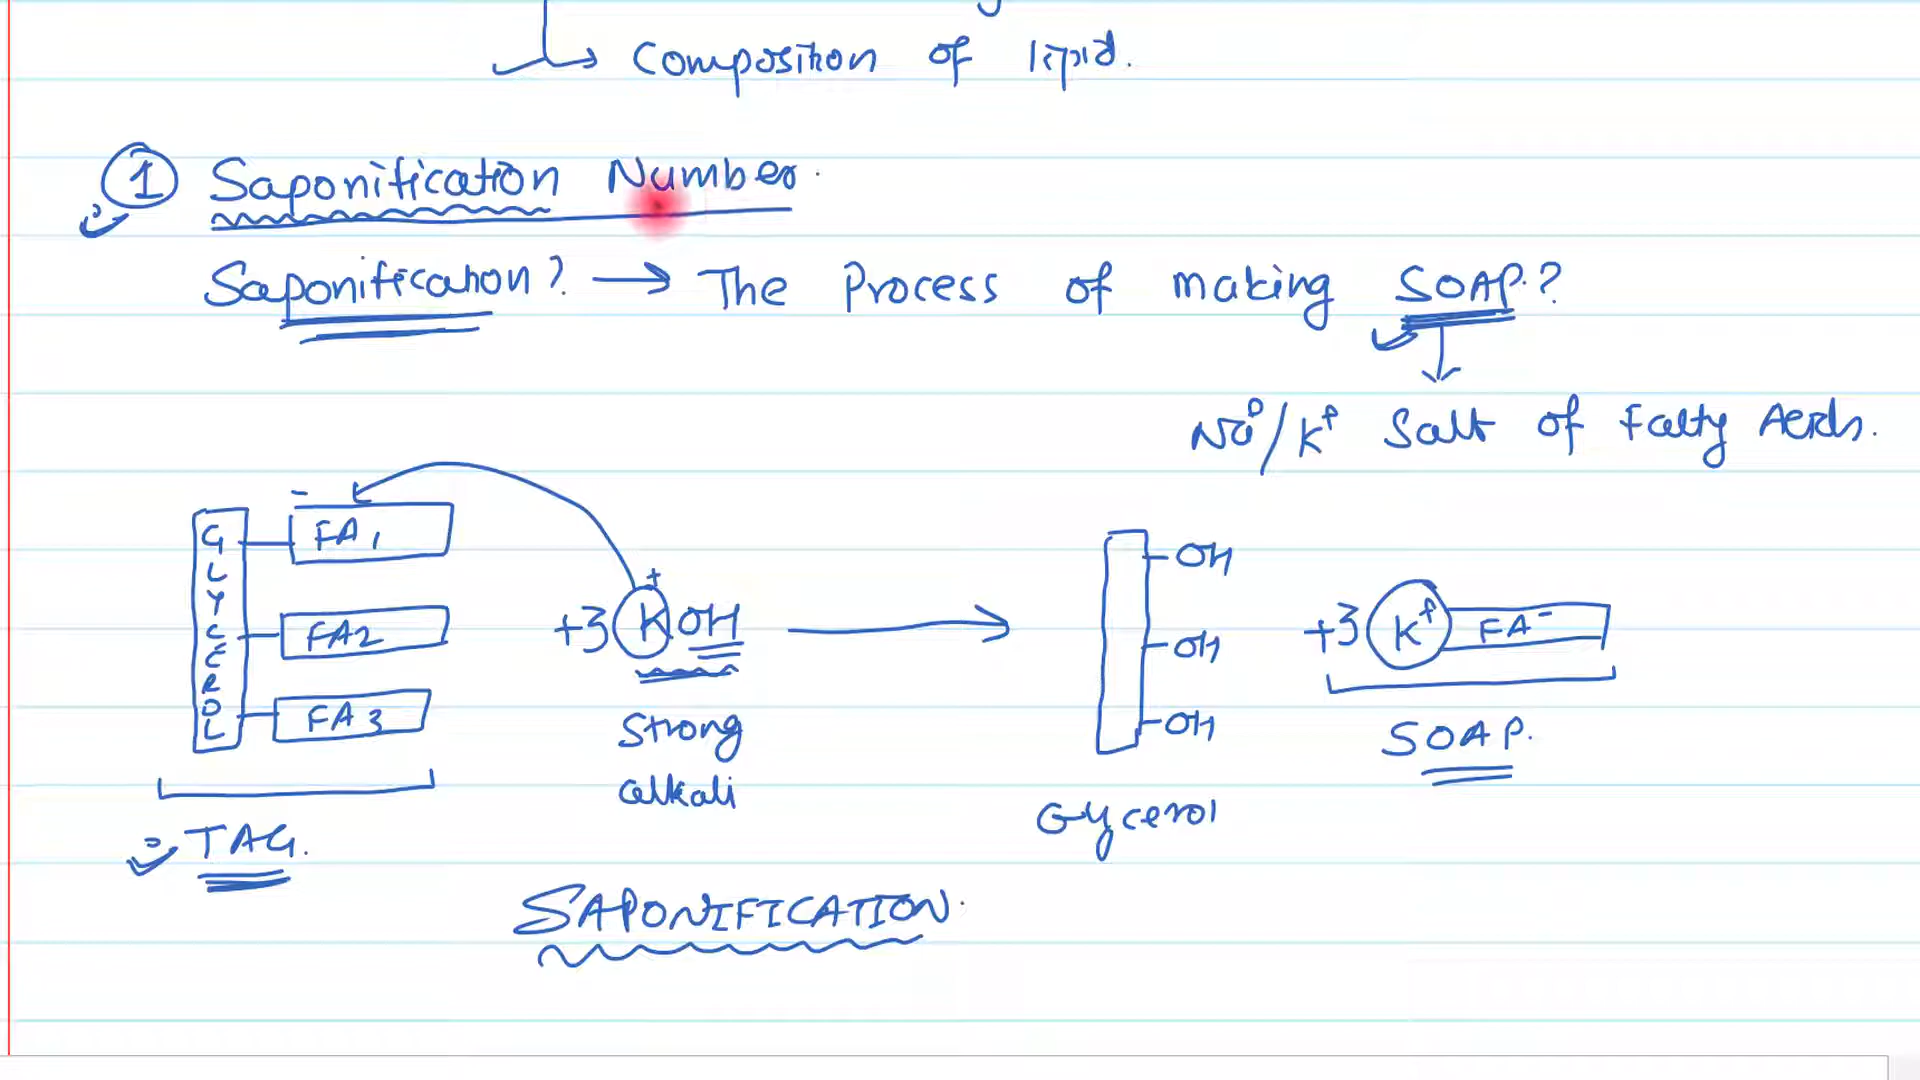 Composition of lipid.
1 Saponification Number.
Saponification? → The Process of making SOAP.?
Na⁺/K⁺ Salt of Fatty Acids.
GLYCEROL
- FA1
FA2
FA3
+3 K⁺OH →
Strong
alkali
TAG.
-OH
-OH
-OH
Glycerol
+3 K⁺ FA⁻
SOAP.
SAPONIFICATION.